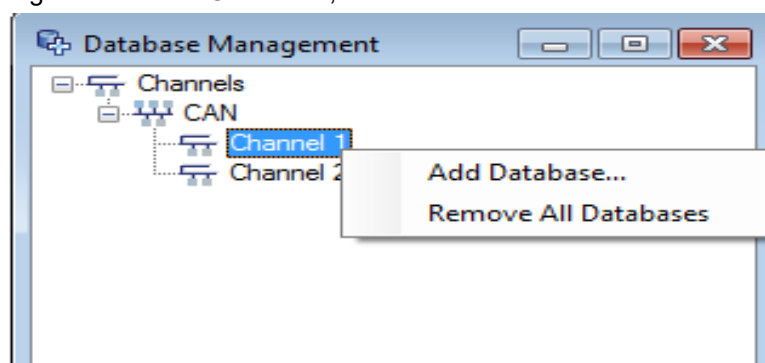 Database Management
Channels
CAN
Channel 1
Channel 2
Add Database...
Remove All Databases